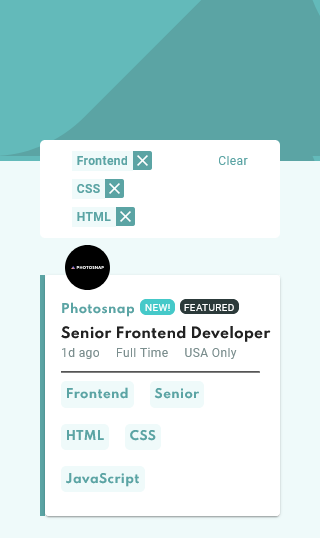 Frontend Clear
CSS
HTML
PHOTOSNAP
Photosnap NEW! FEATURED
Senior Frontend Developer
1d ago Full Time USA Only
Frontend Senior
HTML CSS
JavaScript